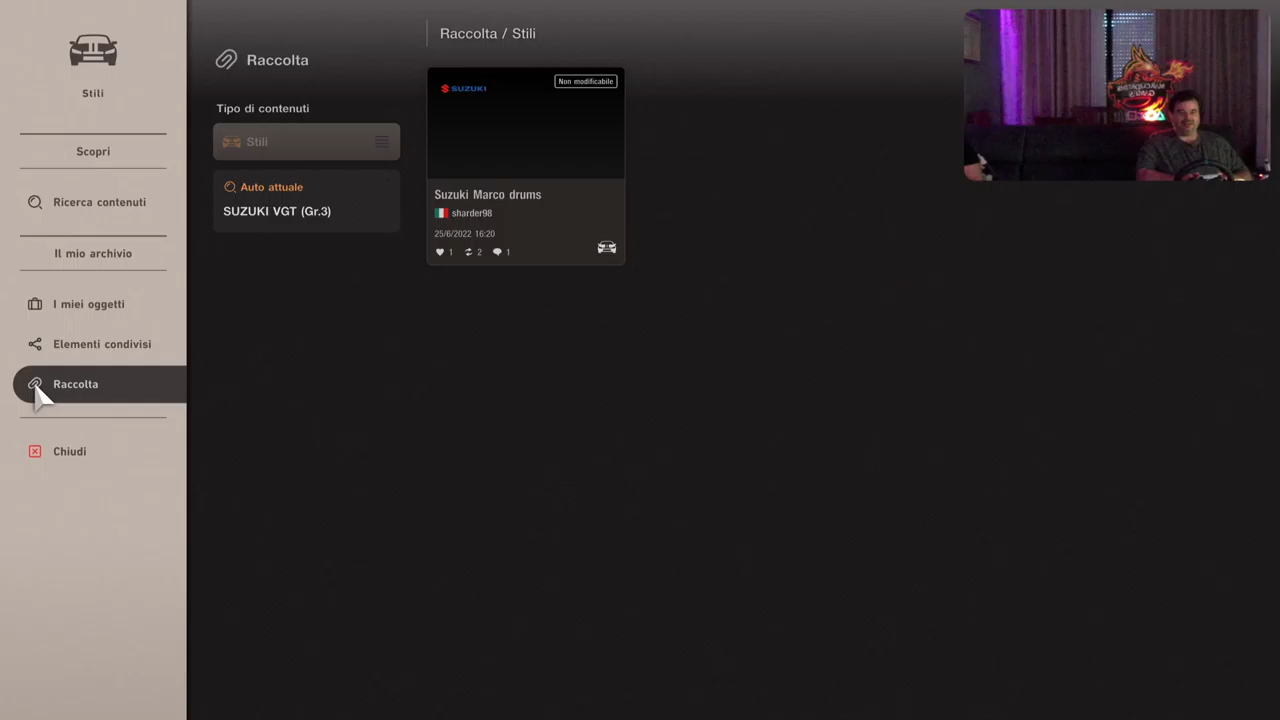 Stili
Scopri
Ricerca contenuti
Il mio archivio
I miei oggetti
Elementi condivisi
Raccolta
Chiudi
Raccolta
Tipo di contenuti
Stili
Auto attuale
SUZUKI VGT (Gr.3)
Raccolta / Stili
SUZUKI
Non modificabile
Suzuki Marco drums
sharder98
25/6/2022 16:20
1 2 1